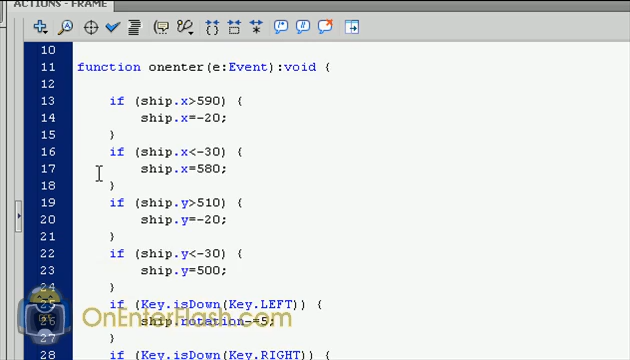 ACTIONS - FRAME
10
11 function onenter(e:Event):void {
12
13 if (ship.x>590) {
14 ship.x=-20;
15 }
16 if (ship.x<-30) {
17 ship.x=580;
18 }
19 if (ship.y>510) {
20 ship.y=-20;
21 }
22 if (ship.y<-30) {
23 ship.y=500;
24 }
25 if (Key.isDown(Key.LEFT)) {
OnEnterFlash.com
26 ship.rotation-=5;
27 }
28 if (Key.isDown(Key.RIGHT)) {